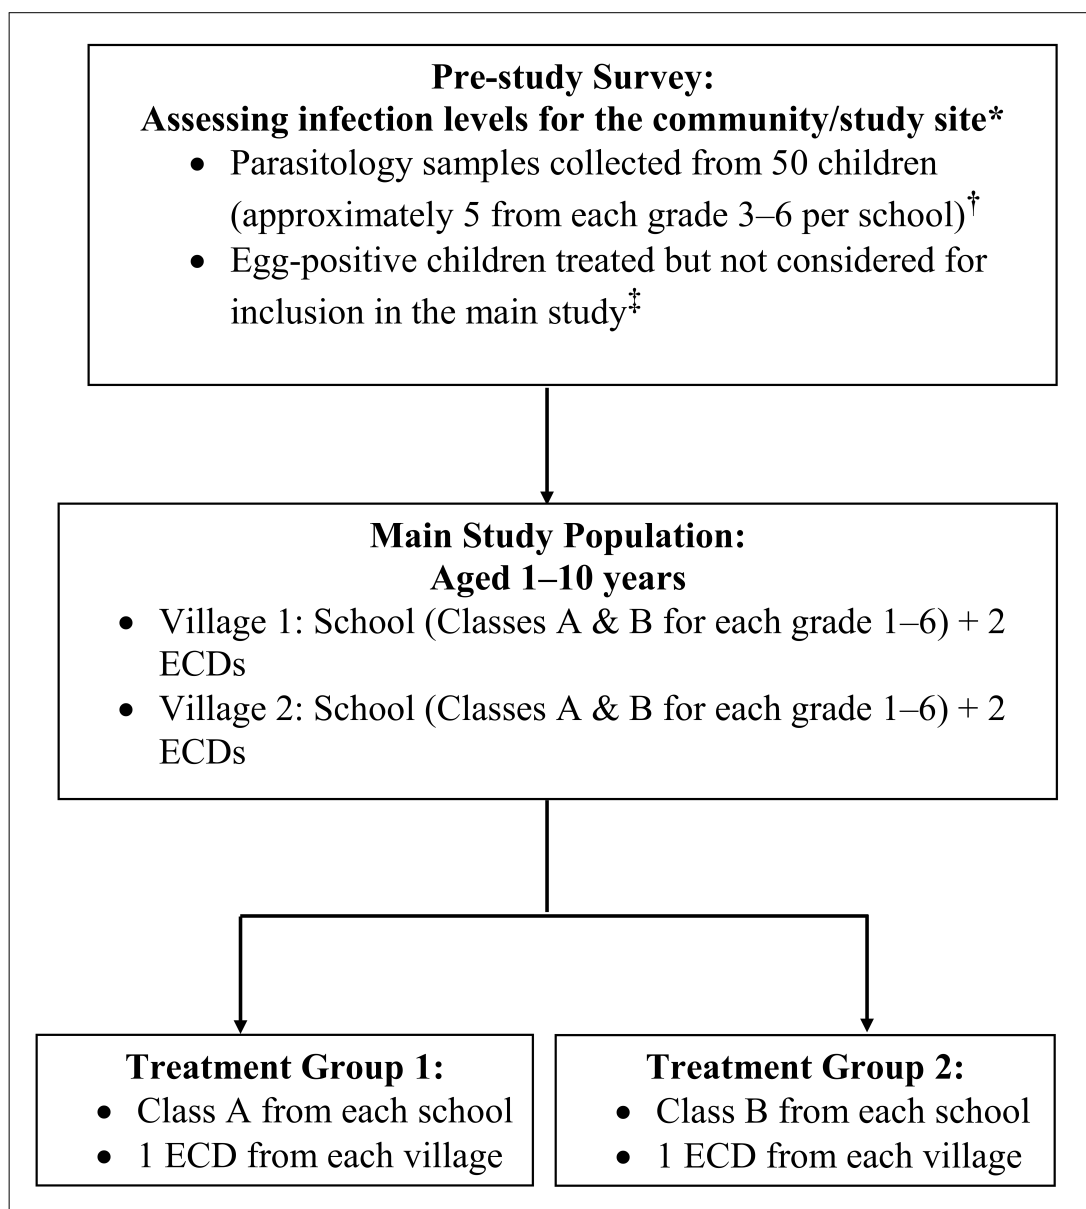 Pre-study Survey:
Assessing infection levels for the community/study site*
• Parasitology samples collected from 50 children
(approximately 5 from each grade 3–6 per school)†
• Egg-positive children treated but not considered for
inclusion in the main study‡
Main Study Population:
Aged 1–10 years
• Village 1: School (Classes A & B for each grade 1–6) + 2
ECDs
• Village 2: School (Classes A & B for each grade 1–6) + 2
ECDs
Treatment Group 1:
• Class A from each school
• 1 ECD from each village
Treatment Group 2:
• Class B from each school
• 1 ECD from each village